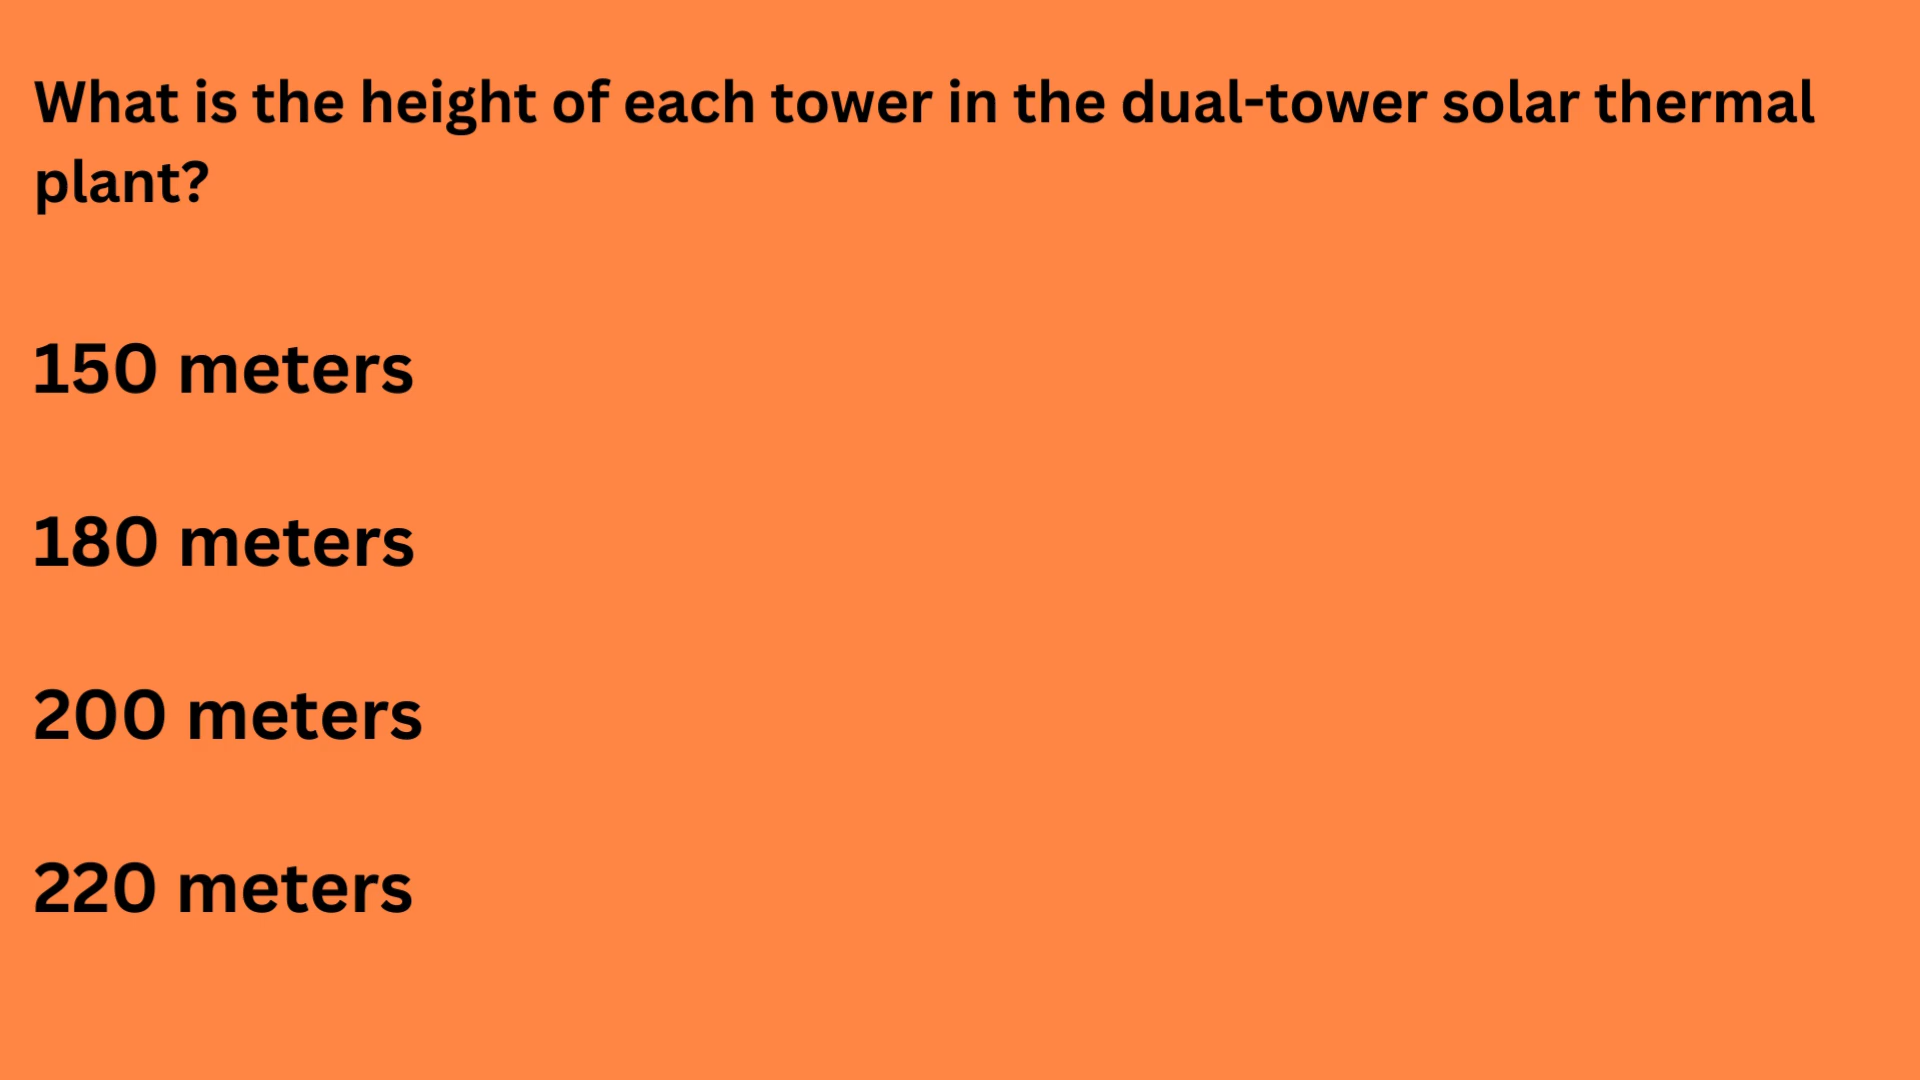 What is the height of each tower in the dual-tower solar thermal
plant?
150 meters
180 meters
200 meters
220 meters